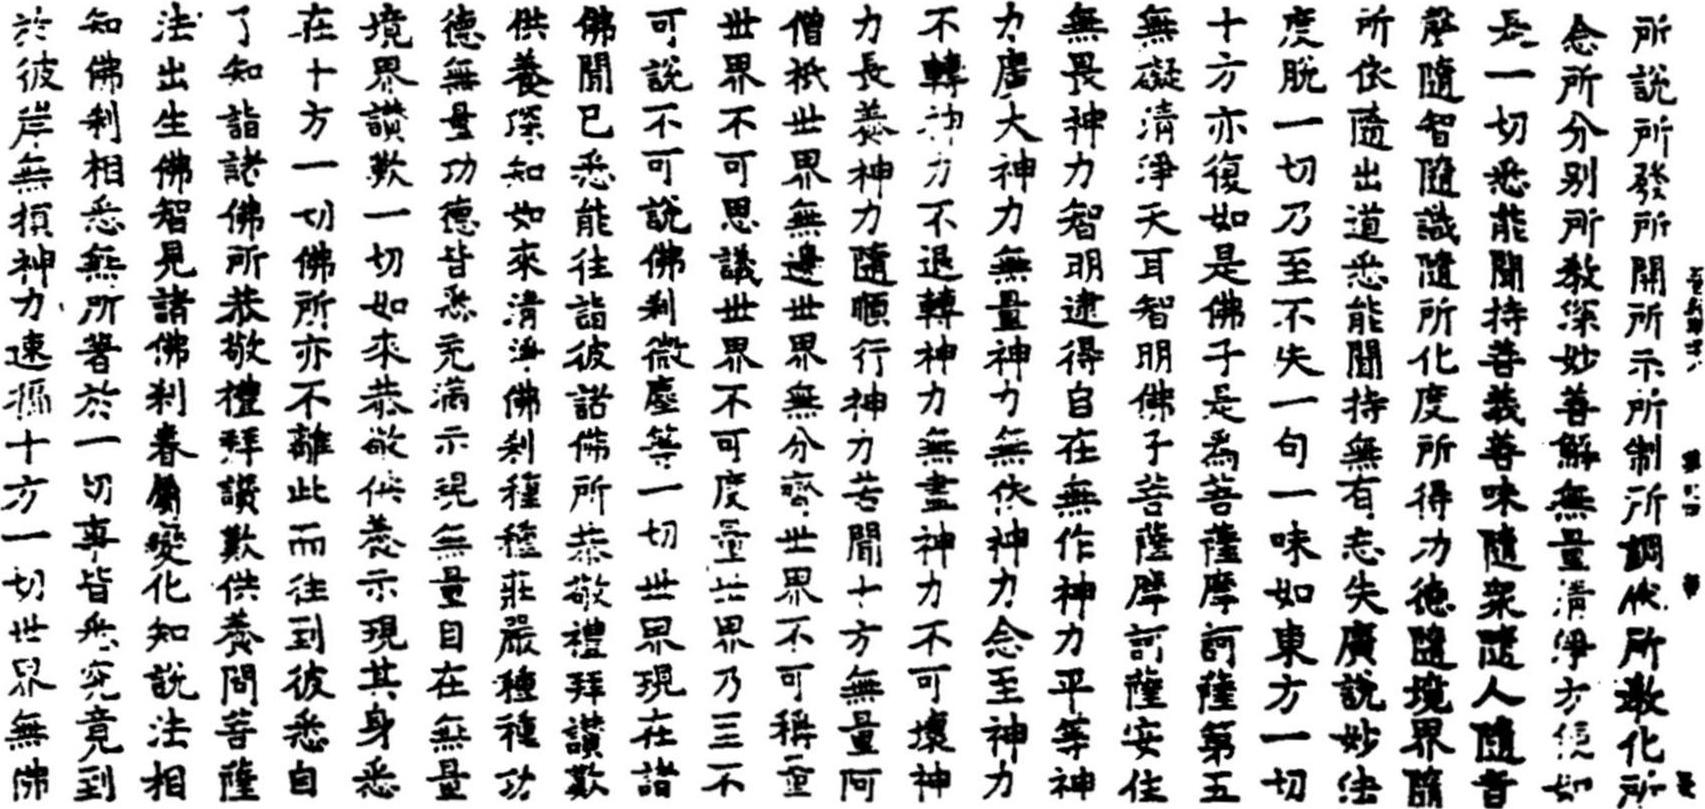 所說所發所開所示所制所調伏所教化所
念所分別所教深妙善解無量清淨方便如
長一切悉能聞持善義善味隨衆隨人隨音
聲隨智隨識隨所化度所得功德隨境界隨
所依隨出道悉能聞持無有忘失廣說妙法
度脫一切乃至不失一句一味如東方一切
十方亦復如是佛子是為菩薩摩訶薩第五
無礙清淨天耳智明佛子菩薩摩訶薩安住
無畏神力智明逮得自在無作神力平等神
力廣大神力無量神力無依神力念至神力
不轉神力不退轉神力無盡神力不可壞神
力長養神力隨順行神力若聞十方無量阿
僧祇世界無邊世界無分齊世界不可稱量
世界不可思議世界不可度量世界乃三不
可說不可說佛刹微塵等一切世界現在諸
佛聞已悉能往詣彼諸佛所恭敬禮拜讚歎
供養深知如來清淨佛刹種種莊嚴種種功
德無量功德皆悉充滿示現無量自在無量
境界讚歎一切如來恭敬供養示現其身悉
在十方一切佛所亦不離此而往到彼悉自
了知詣諸佛所恭敬禮拜讚歎供養問菩薩
法出生佛智見諸佛刹眷屬變化知說法相
知佛刹相悉無所著於一切事皆悉究竟到
於彼岸無損神力速攝十方一切世界無佛